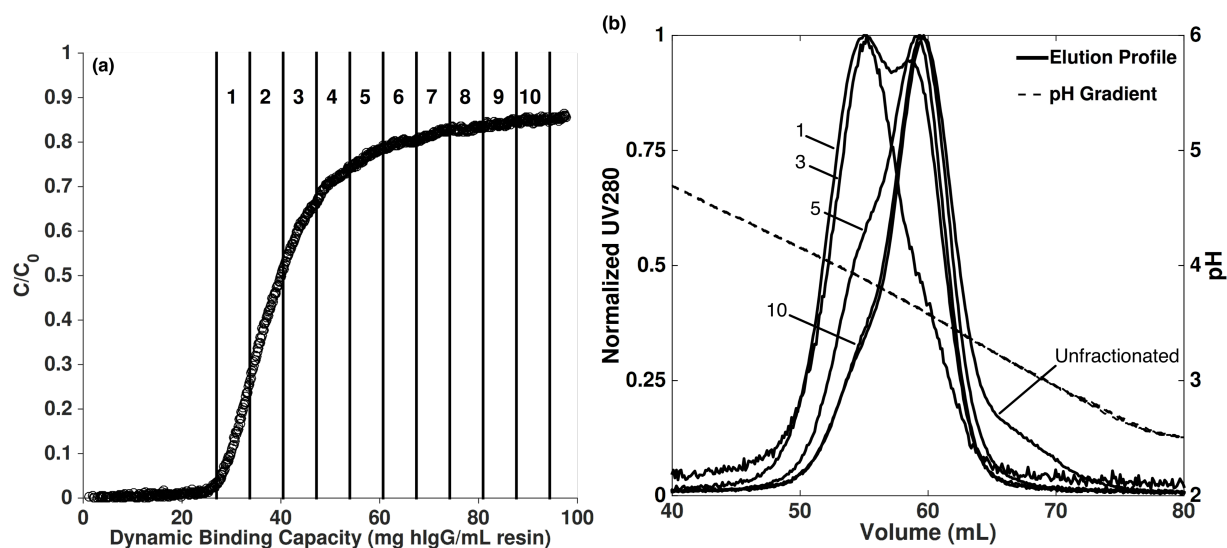 (a)
1
0.9
0.8
0.7
0.6
0.5
0.4
0.3
0.2
0.1
0
C/C0
1 2 3 4 5 6 7 8 9 10
0 20 40 60 80 100
Dynamic Binding Capacity (mg hIgG/mL resin)
(b)
1
0.75
0.5
0.25
0
Normalized UV280
Elution Profile
pH Gradient
1
3
5
10
Unfractionated
6
5
4
3
2
pH
40 50 60 70 80
Volume (mL)